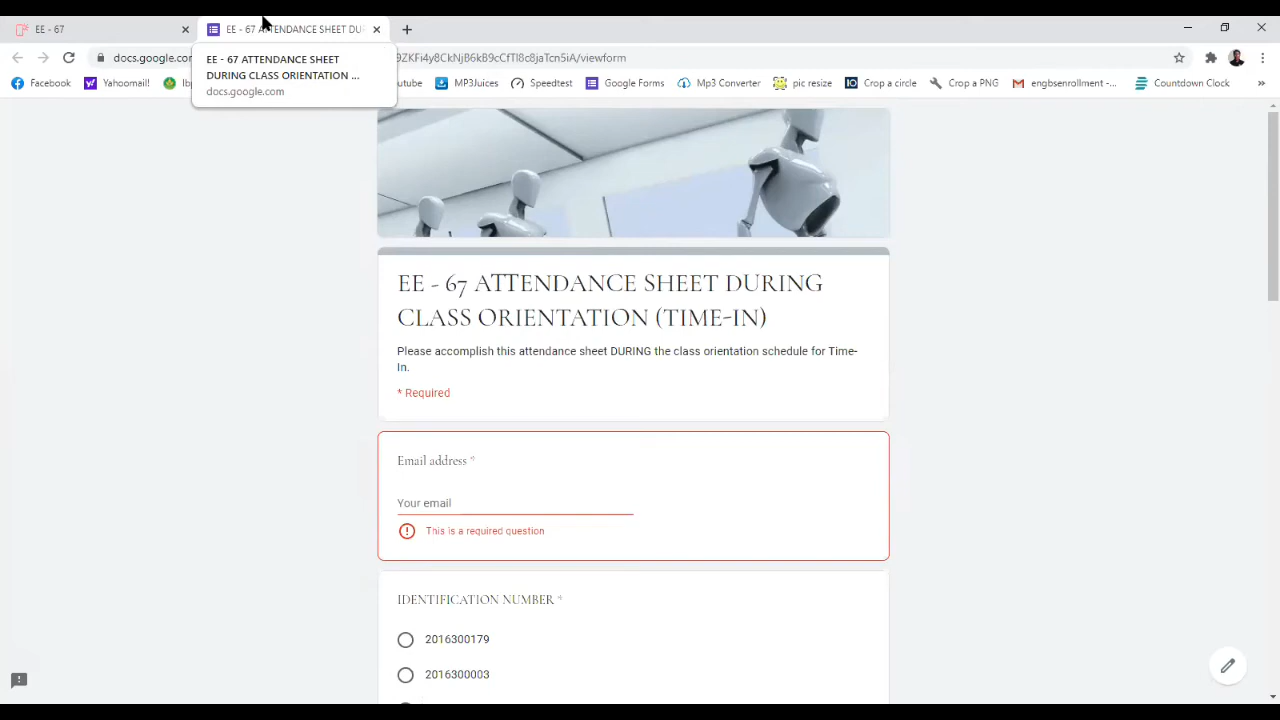 EE - 67
EE - 67 ATTENDANCE SHEET DU
docs.google.com
9ZKFi4y8CkNjB6kB9cCfTl8c8jaTcn5iA/viewform
EE - 67 ATTENDANCE SHEET
DURING CLASS ORIENTATION ...
docs.google.com
Facebook
Yahoomail!
MP3Juices
Speedtest
Google Forms
Mp3 Converter
pic resize
Crop a circle
Crop a PNG
engbsenrollment -...
Countdown Clock
EE - 67 ATTENDANCE SHEET DURING
CLASS ORIENTATION (TIME-IN)
Please accomplish this attendance sheet DURING the class orientation schedule for Time-
In.
* Required
Email address *
Your email
This is a required question
IDENTIFICATION NUMBER *
2016300179
2016300003